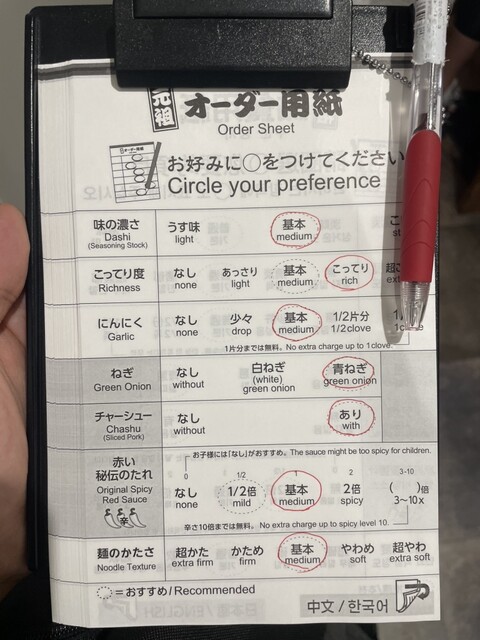 元祖 オーダー用紙
Order Sheet
お好みに○をつけてください
Circle your preference
味の濃さ うす味 基本
Dashi light medium
(Seasoning Stock)
こってり度 なし あっさり 基本 こってり
Richness none light medium rich
にんにく なし 少々 基本 1/2片分
Garlic none drop medium 1/2clove
1片分までは無料。No extra charge up to 1clove.
ねぎ なし 白ねぎ 青ねぎ
Green Onion without (white) green onion green onion
チャーシュー なし あり
Chashu without with
(Sliced Pork)
お子様には「なし」がおすすめ。The sauce might be too spicy for children.
赤い
秘伝のたれ
Original Spicy
Red Sauce
辛
0 1/2 1 2 3-10
なし 1/2倍 基本 2倍 ( )倍
none mild medium spicy 3~10x
辛さ10倍までは無料。No extra charge up to spicy level 10.
麺のかたさ 超かた かため 基本 やわめ 超やわ
Noodle Texture extra firm firm medium soft extra soft
=おすすめ/Recommended
中文/한국어